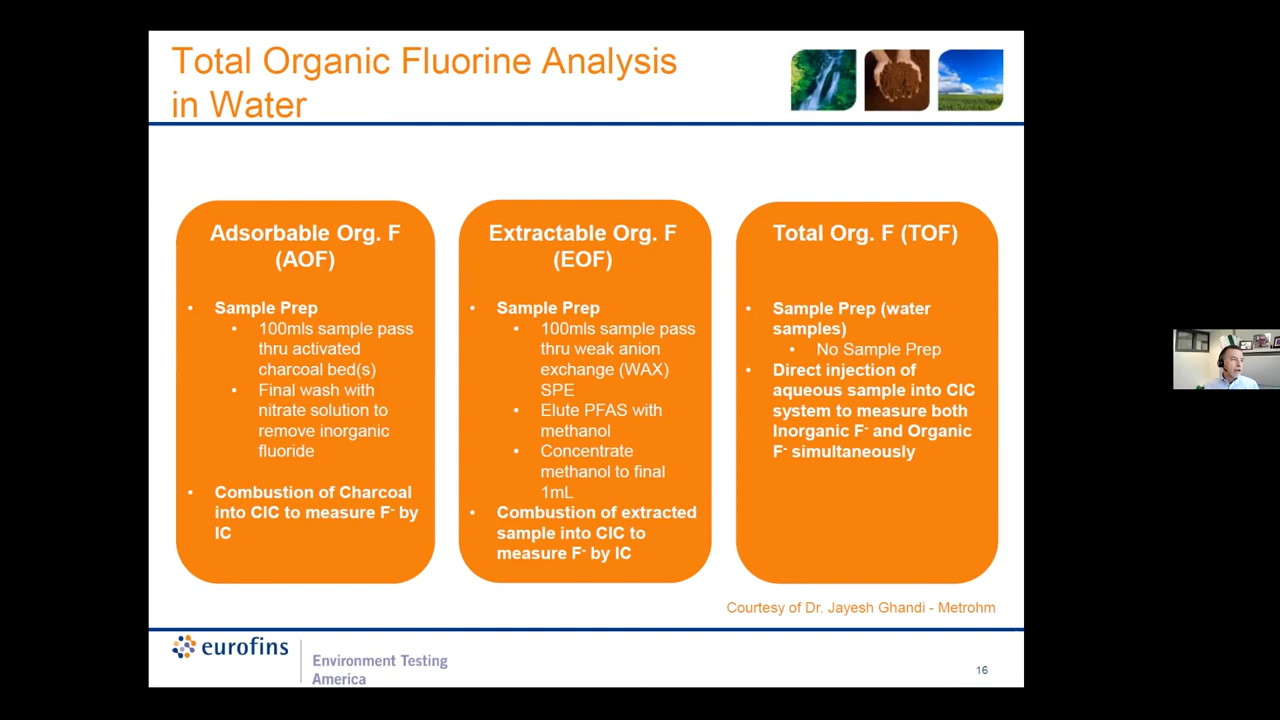 Total Organic Fluorine Analysis
in Water
Adsorbable Org. F
(AOF)
• Sample Prep
• 100mls sample pass
thru activated
charcoal bed(s)
• Final wash with
nitrate solution to
remove inorganic
fluoride
• Combustion of Charcoal
into CIC to measure F- by
IC
Extractable Org. F
(EOF)
• Sample Prep
• 100mls sample pass
thru weak anion
exchange (WAX)
SPE
• Elute PFAS with
methanol
• Concentrate
methanol to final
1mL
• Combustion of extracted
sample into CIC to
measure F- by IC
Total Org. F (TOF)
• Sample Prep (water
samples)
• No Sample Prep
• Direct injection of
aqueous sample into CIC
system to measure both
Inorganic F- and Organic
F- simultaneously
Courtesy of Dr. Jayesh Ghandi - Metrohm
eurofins
Environment Testing
America
16